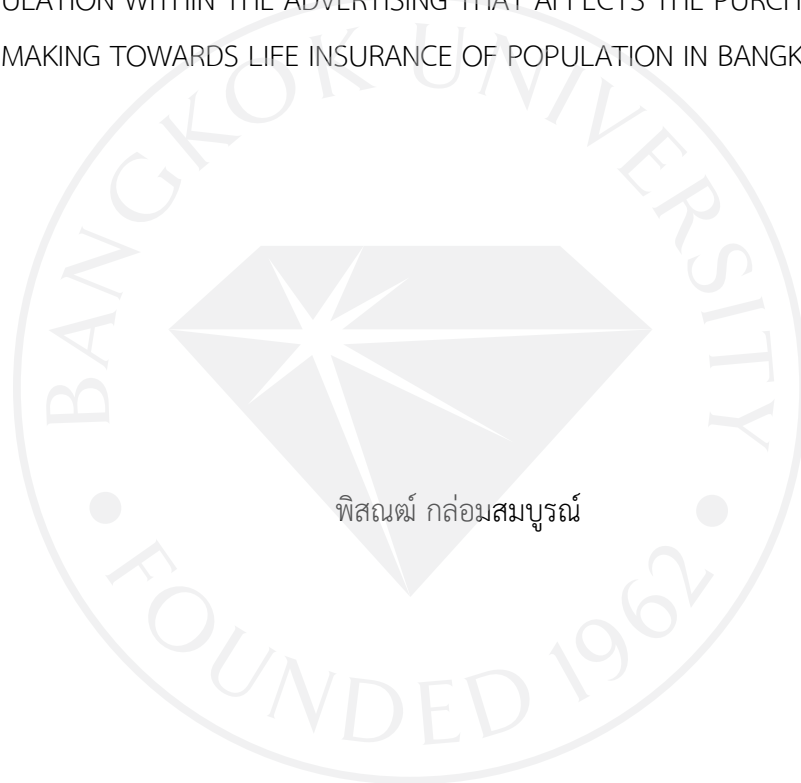 ULATION WITHIN THE ADVERTISING THAT AFFECTS THE PURCH
MAKING TOWARDS LIFE INSURANCE OF POPULATION IN BANGK
BANGKOK UNIVERSITY
พิสณฒ์ กล่อมสมบูรณ์
FOUNDED 1962